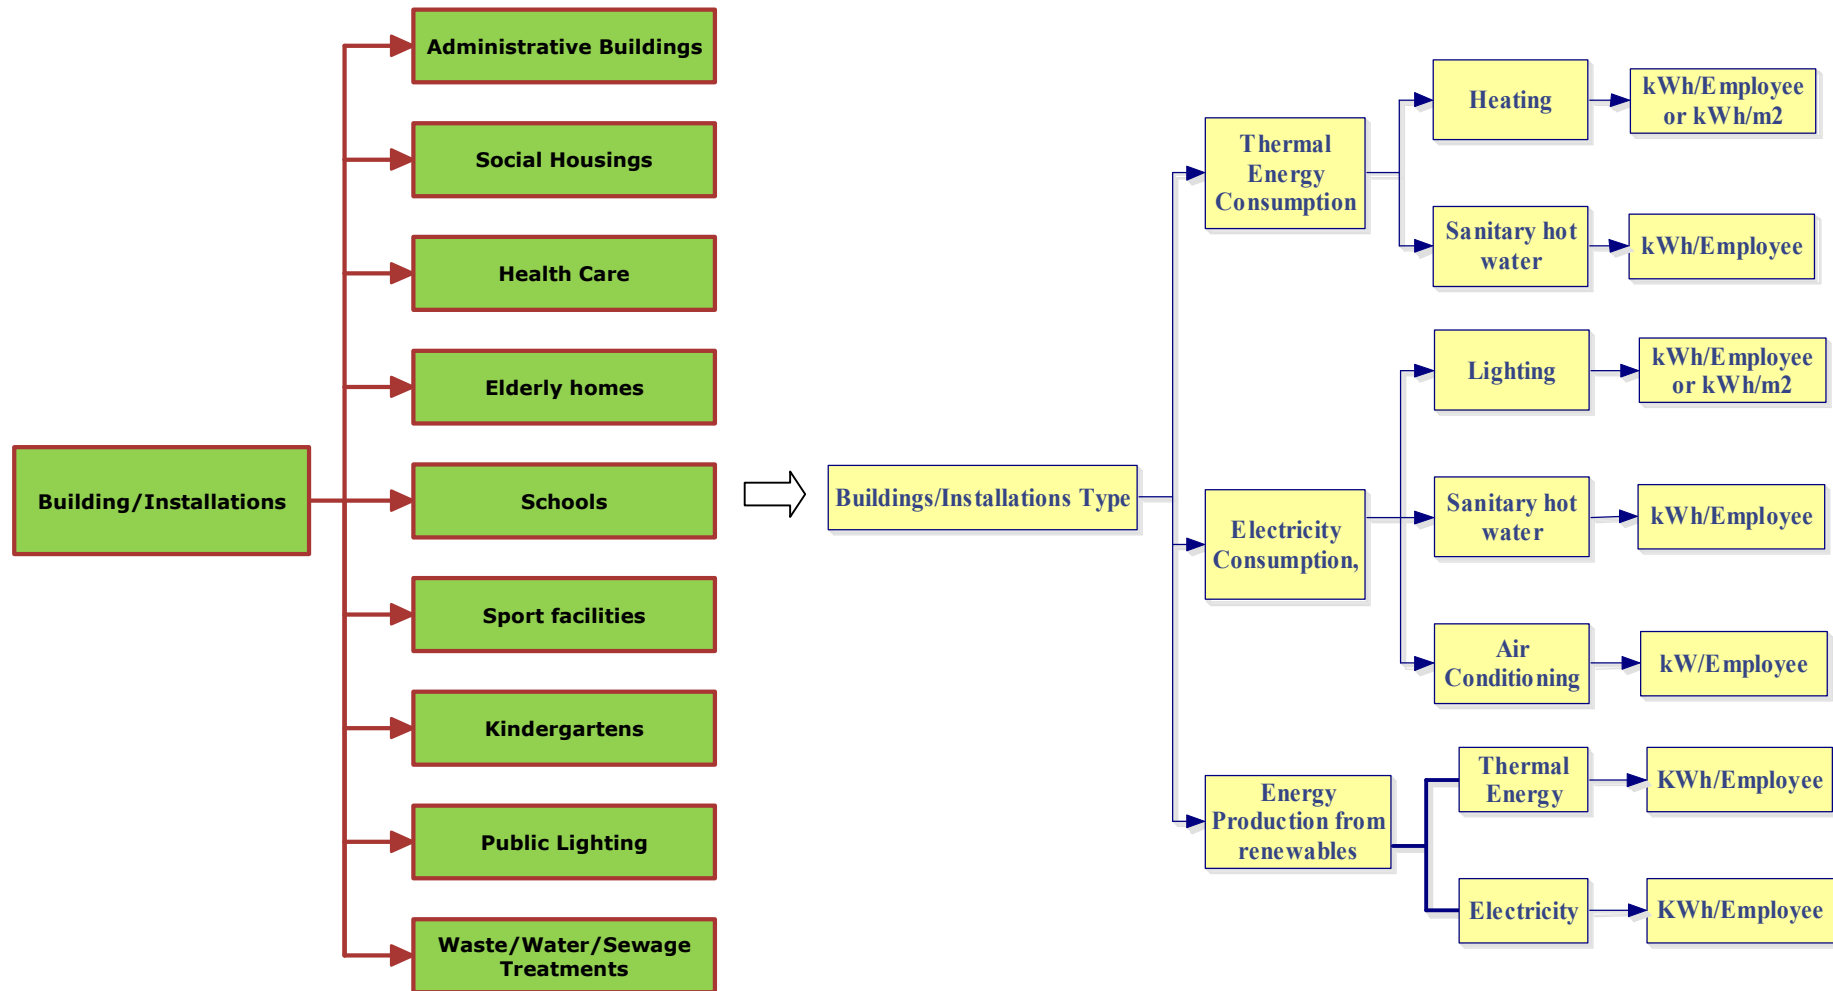 Administrative Buildings
Social Housings
Health Care
Elderly homes
Building/Installations
Schools
Sport facilities
Kindergartens
Public Lighting
Waste/Water/Sewage
Treatments
Buildings/Installations Type
Thermal
Energy
Consumption
Heating
kWh/Employee
or kWh/m2
Sanitary hot
water
kWh/Employee
Electricity
Consumption,
Lighting
kWh/Employee
or kWh/m2
Sanitary hot
water
kWh/Employee
Air
Conditioning
kW/Employee
Energy
Production from
renewables
Thermal
Energy
KWh/Employee
Electricity
KWh/Employee